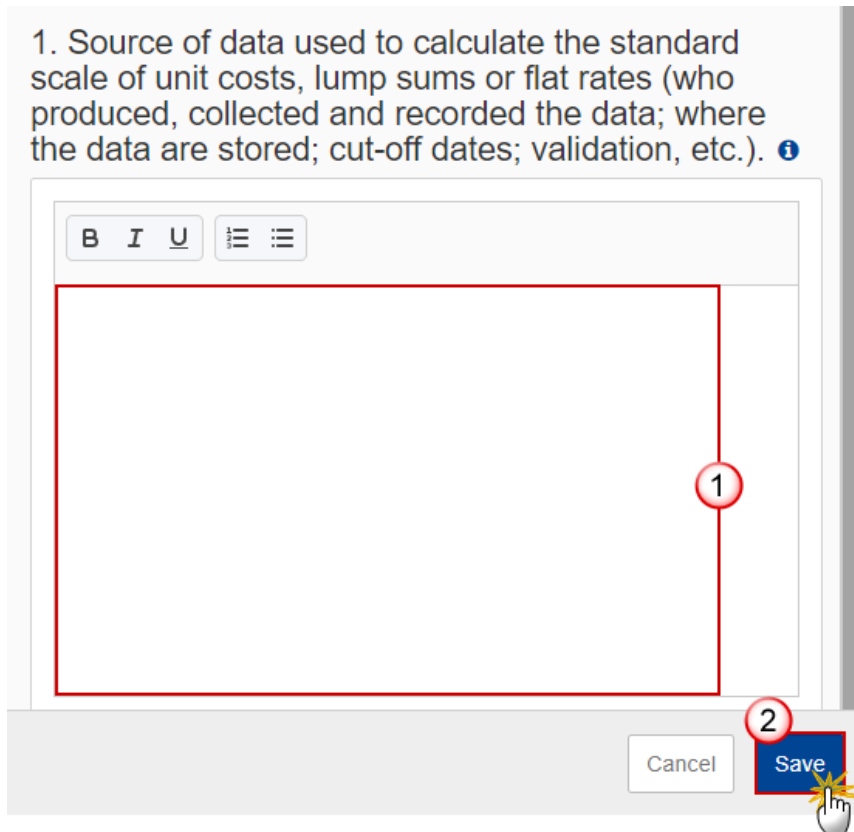 1. Source of data used to calculate the standard
scale of unit costs, lump sums or flat rates (who
produced, collected and recorded the data; where
the data are stored; cut-off dates; validation, etc.). i
B I U
1
2
Cancel Save